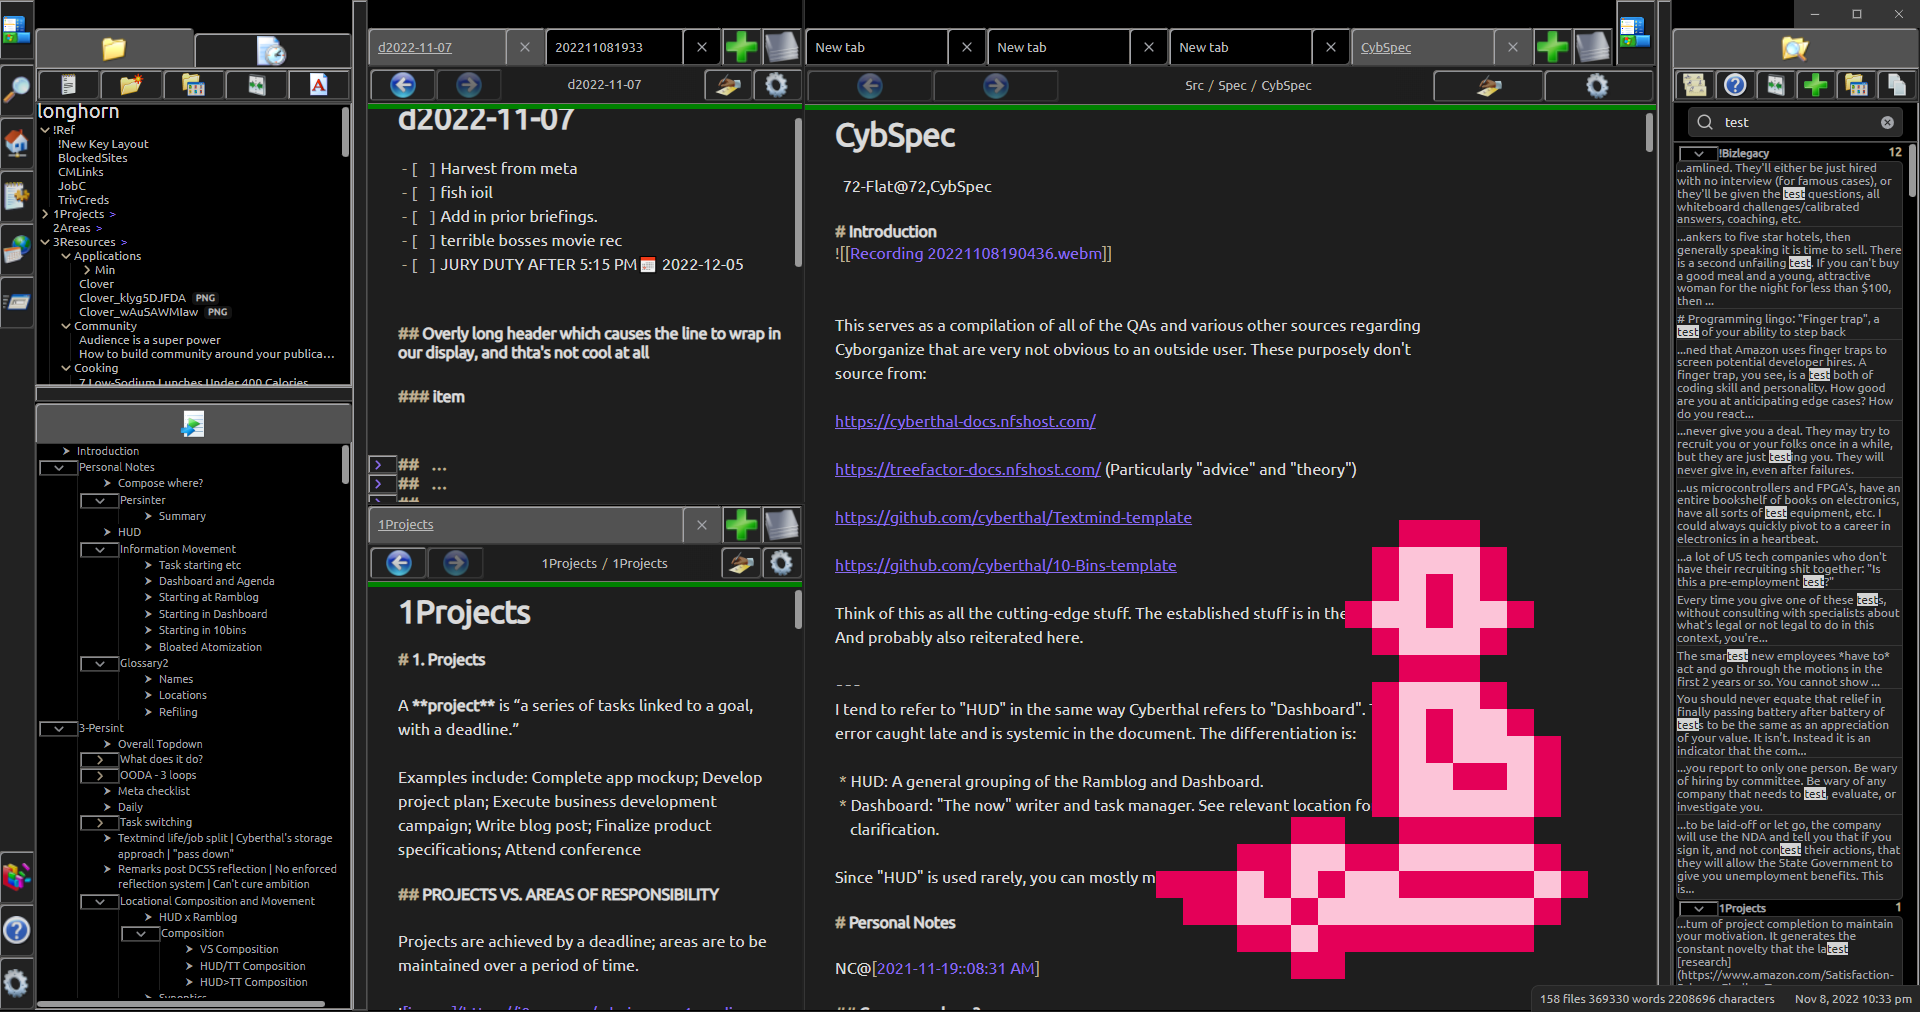 longhorn
!Ref
!New Key Layout
BlockedSites
CMLinks
JobC
TrivCreds
1Projects >
2Areas >
3Resources >
Applications
Min
Clover
Clover_klyg5DJFDA PNG
Clover_wAu5AWMIaw PNG
Community
Audience is a super power
How to build community around your publica...
Cooking
7 Low-Sodium Lunches Under 400 Calories
Introduction
Personal Notes
Compose where?
Persinter
Summary
HUD
Information Movement
Task starting etc
Dashboard and Agenda
Starting at Ramblog
Starting in Dashboard
Starting in 10bins
Bloated Atomization
Glossary2
Names
Locations
Refiling
3-Persint
Overall Topdown
What does it do?
OODA - 3 loops
Meta checklist
Daily
Task switching
Textmind life/job split | Cyberthal's storage
approach | "pass down"
Remarks post DCSS reflection | No enforced
reflection system | Can't cure ambition
Locational Composition and Movement
HUD x Ramblog
Composition
VS Composition
HUD/TT Composition
HUD>TT Composition
Synoptics
d2022-11-07
202211081933
d2022-11-07
d2022-11-07
- [ ] Harvest from meta
- [ ] fish ioil
- [ ] Add in prior briefings.
- [ ] terrible bosses movie rec
- [ ] JURY DUTY AFTER 5:15 PM 📅 2022-12-05
## Overly long header which causes the line to wrap in
our display, and thta's not cool at all
### item
## ...
## ...
##
1Projects
1Projects / 1Projects
1Projects
# 1. Projects
A **project** is “a series of tasks linked to a goal,
with a deadline.”
Examples include: Complete app mockup; Develop
project plan; Execute business development
campaign; Write blog post; Finalize product
specifications; Attend conference
## PROJECTS VS. AREAS OF RESPONSIBILITY
Projects are achieved by a deadline; areas are to be
maintained over a period of time.
New tab
New tab
New tab
CybSpec
Src / Spec / CybSpec
CybSpec
72-Flat@72,CybSpec
# Introduction
![[Recording 20221108190436.webm]]
This serves as a compilation of all of the QAs and various other sources regarding
Cyborganize that are very not obvious to an outside user. These purposely don't
source from:
https://cyberthal-docs.nfshost.com/
https://treefactor-docs.nfshost.com/ (Particularly "advice" and "theory")
https://github.com/cyberthal/Textmind-template
https://github.com/cyberthal/10-Bins-template
Think of this as all the cutting-edge stuff. The established stuff is in the
And probably also reiterated here.
---
I tend to refer to "HUD" in the same way Cyberthal refers to "Dashboard".
error caught late and is systemic in the document. The differentiation is:
* HUD: A general grouping of the Ramblog and Dashboard.
* Dashboard: "The now" writer and task manager. See relevant location fo
clarification.
Since "HUD" is used rarely, you can mostly m
# Personal Notes
NC@[2021-11-19::08:31 AM]
test
!Bizlegacy 12
...amlined. They'll either be just hired
with no interview (for famous cases), or
they'll be given the test questions, all
whiteboard challenges/calibrated
answers, coaching, etc.
...ankers to five star hotels, then
generally speaking it is time to sell. There
is a second unfailing test. If you can't buy
a good meal and a young, attractive
woman for the night for less than $100,
then ...
# Programming lingo: "Finger trap", a
test of your ability to step back
...ned that Amazon uses finger traps to
screen potential developer hires. A
finger trap, you see, is a test both of
coding skill and personality. How good
are you at anticipating edge cases? How
do you react...
...never give you a deal. They may try to
recruit you or your folks once in a while,
but they are just testing you. They will
never give in, even after failures.
...us microcontrollers and FPGA's, have an
entire bookshelf of books on electronics,
have all sorts of test equipment, etc. I
could always quickly pivot to a career in
electronics in a heartbeat.
...a lot of US tech companies who don't
have their recruiting shit together: "Is
this a pre-employment test?"
Every time you give one of these tests,
without consulting with specialists about
what's legal or not legal to do in this
context, you're...
The smartest new employees *have to*
act and go through the motions in the
first 2 years or so. You cannot show ...
You should never equate that relief in
finally passing battery after battery of
tests to be the same as an appreciation
of your value. It isn't. Instead it is an
indicator that the com...
...you report to only one person. Be wary
of hiring by committee. Be wary of any
company that needs to test, evaluate, or
investigate you.
...to be laid-off or let go, the company
will use the NDA and tell you that if you
sign it, and not contest their actions, that
they will allow the State Government to
give you unemployment benefits. This
is...
1Projects 1
...tum of project completion to maintain
your motivation. It generates the
constant novelty that the latest
[research]
(https://www.amazon.com/Satisfaction-
158 files 369330 words 2208696 characters Nov 8, 2022 10:33 pm